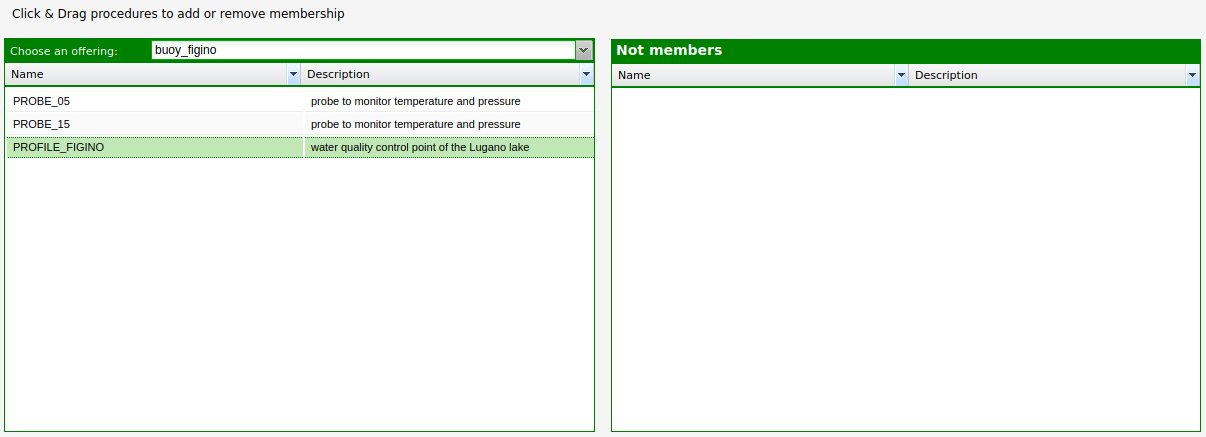 Click & Drag procedures to add or remove membership
Choose an offering: buoy_figino
Name Description
PROBE_05 probe to monitor temperature and pressure
PROBE_15 probe to monitor temperature and pressure
PROFILE_FIGINO water quality control point of the Lugano lake
Not members
Name Description